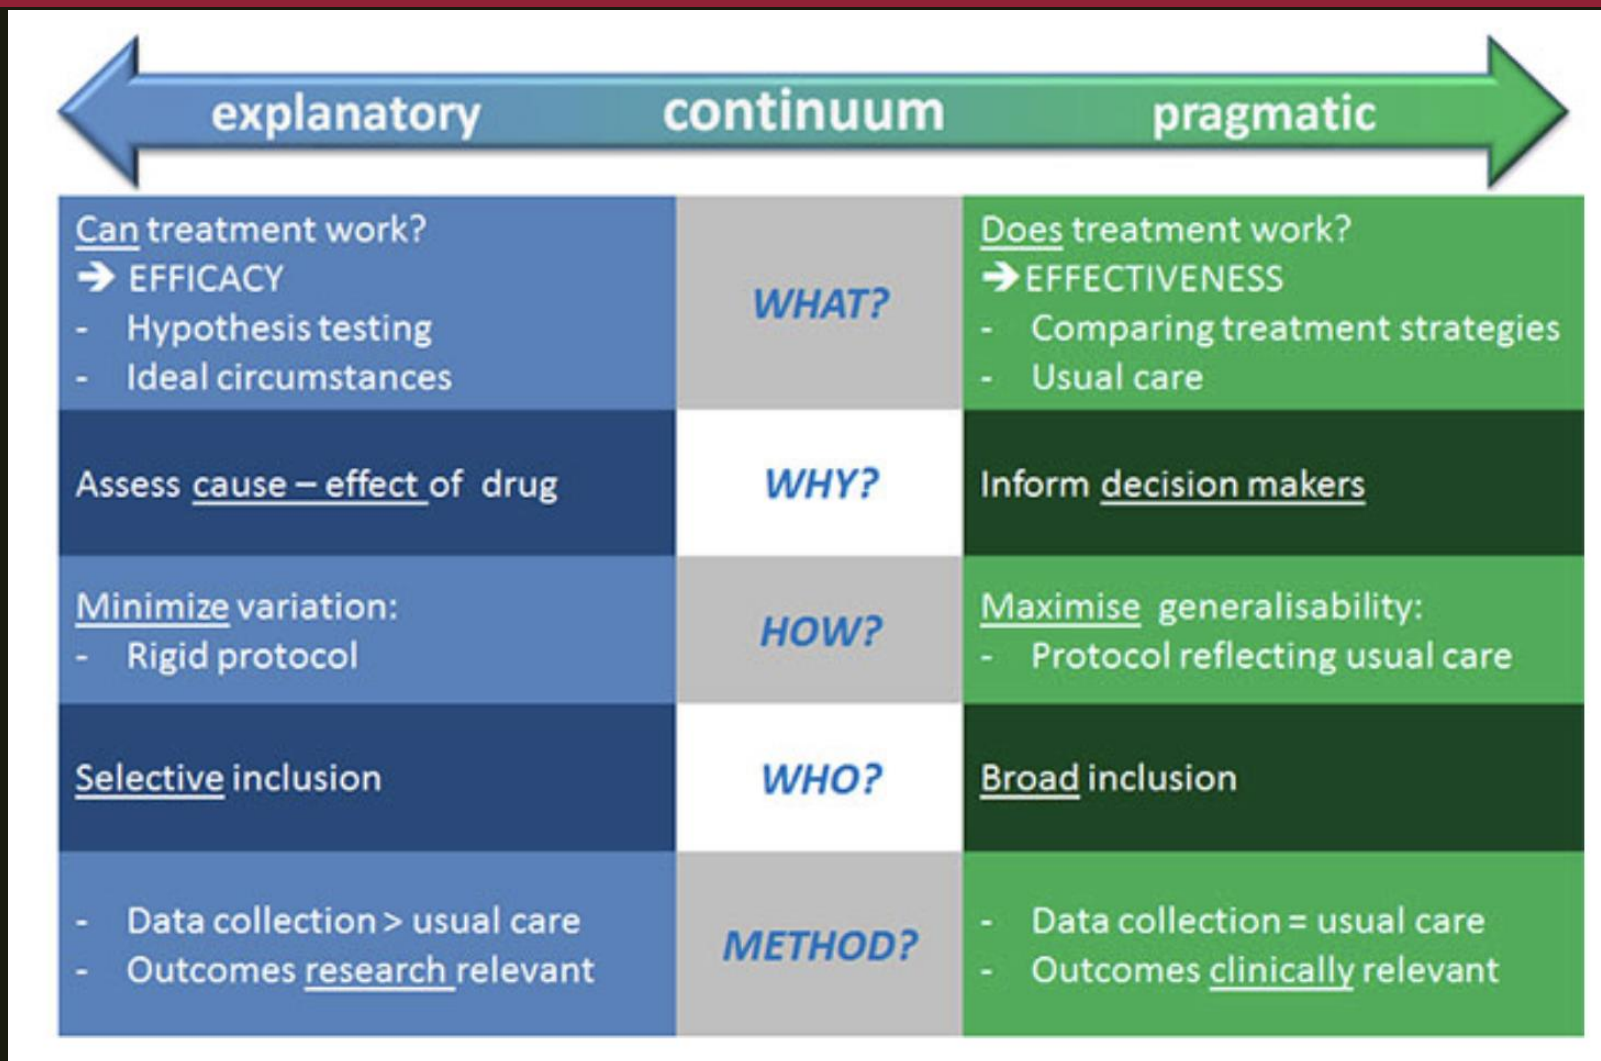 explanatory continuum pragmatic
Can treatment work?
➔ EFFICACY
- Hypothesis testing
- Ideal circumstances
WHAT?
Does treatment work?
➔ EFFECTIVENESS
- Comparing treatment strategies
- Usual care
Assess cause – effect of drug
WHY?
Inform decision makers
Minimize variation:
- Rigid protocol
HOW?
Maximise generalisability:
- Protocol reflecting usual care
Selective inclusion
WHO?
Broad inclusion
- Data collection > usual care
- Outcomes research relevant
METHOD?
- Data collection = usual care
- Outcomes clinically relevant